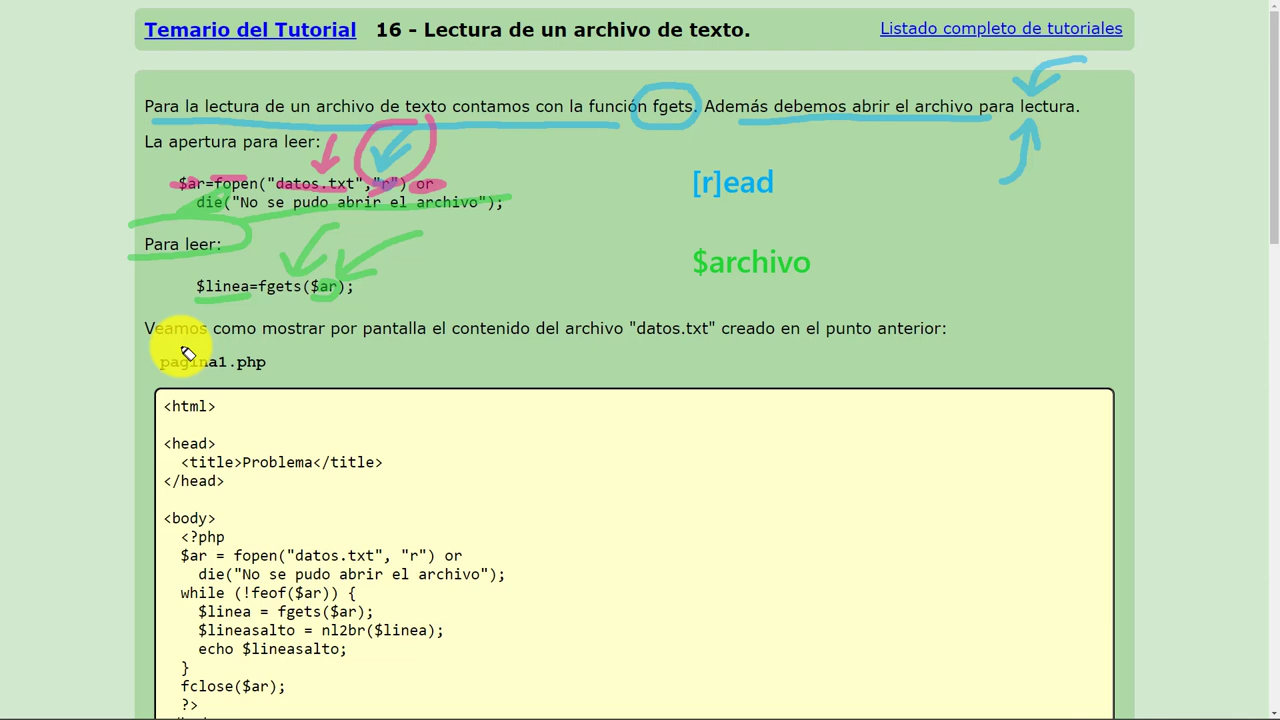 Temario del Tutorial 16 - Lectura de un archivo de texto. Listado completo de tutoriales
Para la lectura de un archivo de texto contamos con la función fgets. Además debemos abrir el archivo para lectura.
La apertura para leer:
$ar=fopen("datos.txt","r") or
die("No se pudo abrir el archivo");
[r]ead
Para leer:
$archivo
$linea=fgets($ar);
Veamos como mostrar por pantalla el contenido del archivo "datos.txt" creado en el punto anterior:
pagina1.php
<html>
<head>
<title>Problema</title>
</head>
<body>
<?php
$ar = fopen("datos.txt", "r") or
die("No se pudo abrir el archivo");
while (!feof($ar)) {
$linea = fgets($ar);
$lineasalto = nl2br($linea);
echo $lineasalto;
}
fclose($ar);
?>